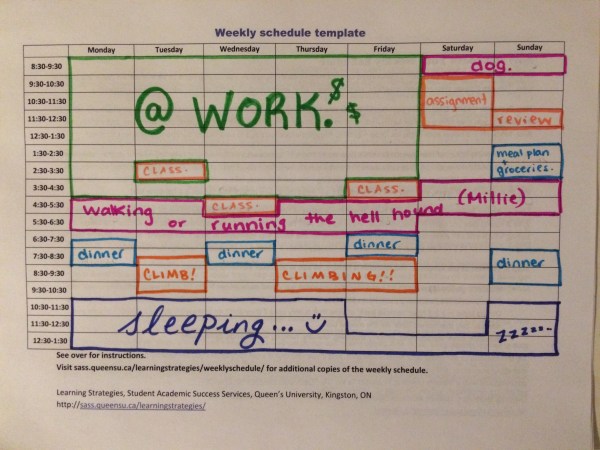 Weekly schedule template
Monday Tuesday Wednesday Thursday Friday Saturday Sunday
8:30-9:30 dog.
9:30-10:30
10:30-11:30 @ WORK. $ $ assignment
11:30-12:30 review
12:30-1:30
1:30-2:30 meal plan
+
2:30-3:30 CLASS. groceries.
3:30-4:30 CLASS.
4:30-5:30 CLASS. (Millie)
5:30-6:30 walking or running the hell hound
6:30-7:30 dinner
7:30-8:30 dinner dinner dinner
8:30-9:30 CLIMB! CLIMBING!!
9:30-10:30
10:30-11:30
11:30-12:30 sleeping... zzzzz..
12:30-1:30
See over for instructions.
Visit sass.queensu.ca/learningstrategies/weeklyschedule/ for additional copies of the weekly schedule.
Learning Strategies, Student Academic Success Services, Queen's University, Kingston, ON
http://sass.queensu.ca/learningstrategies/